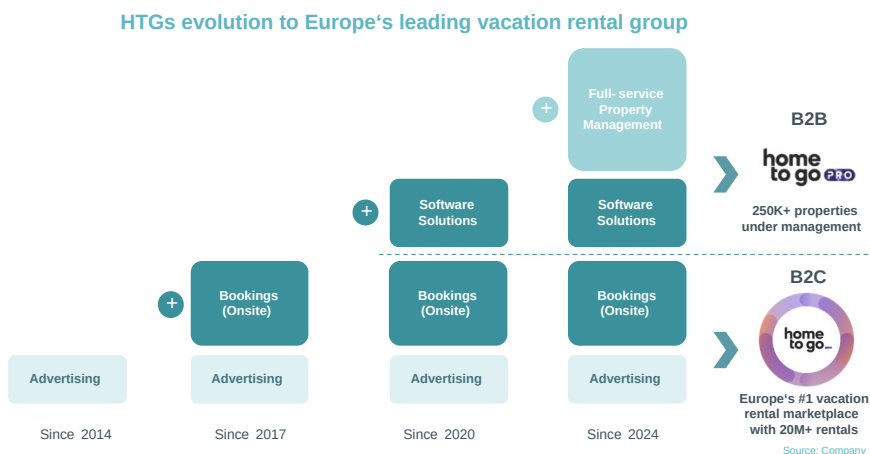 HTGs evolution to Europe‘s leading vacation rental group
Full- service
Property
Management
+
B2B
home
to go PRO
250K+ properties
under management
Software
Solutions
Software
Solutions
+
B2C
Bookings
(Onsite)
Bookings
(Onsite)
Bookings
(Onsite)
+
home
to go
Advertising
Advertising
Advertising
Advertising
Europe‘s #1 vacation
rental marketplace
with 20M+ rentals
Since 2014
Since 2017
Since 2020
Since 2024
Source: Company